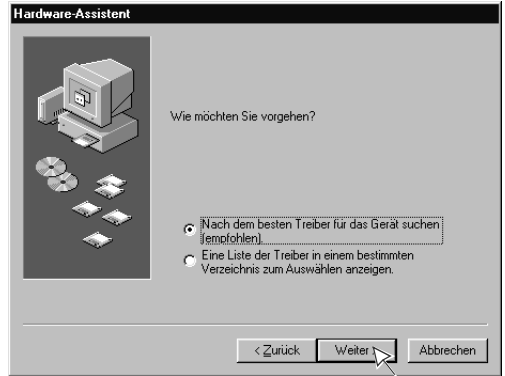 Hardware-Assistent
Wie möchten Sie vorgehen?
Nach dem besten Treiber für das Gerät suchen
(empfohlen).
Eine Liste der Treiber in einem bestimmten
Verzeichnis zum Auswählen anzeigen.
< Zurück Weiter > Abbrechen